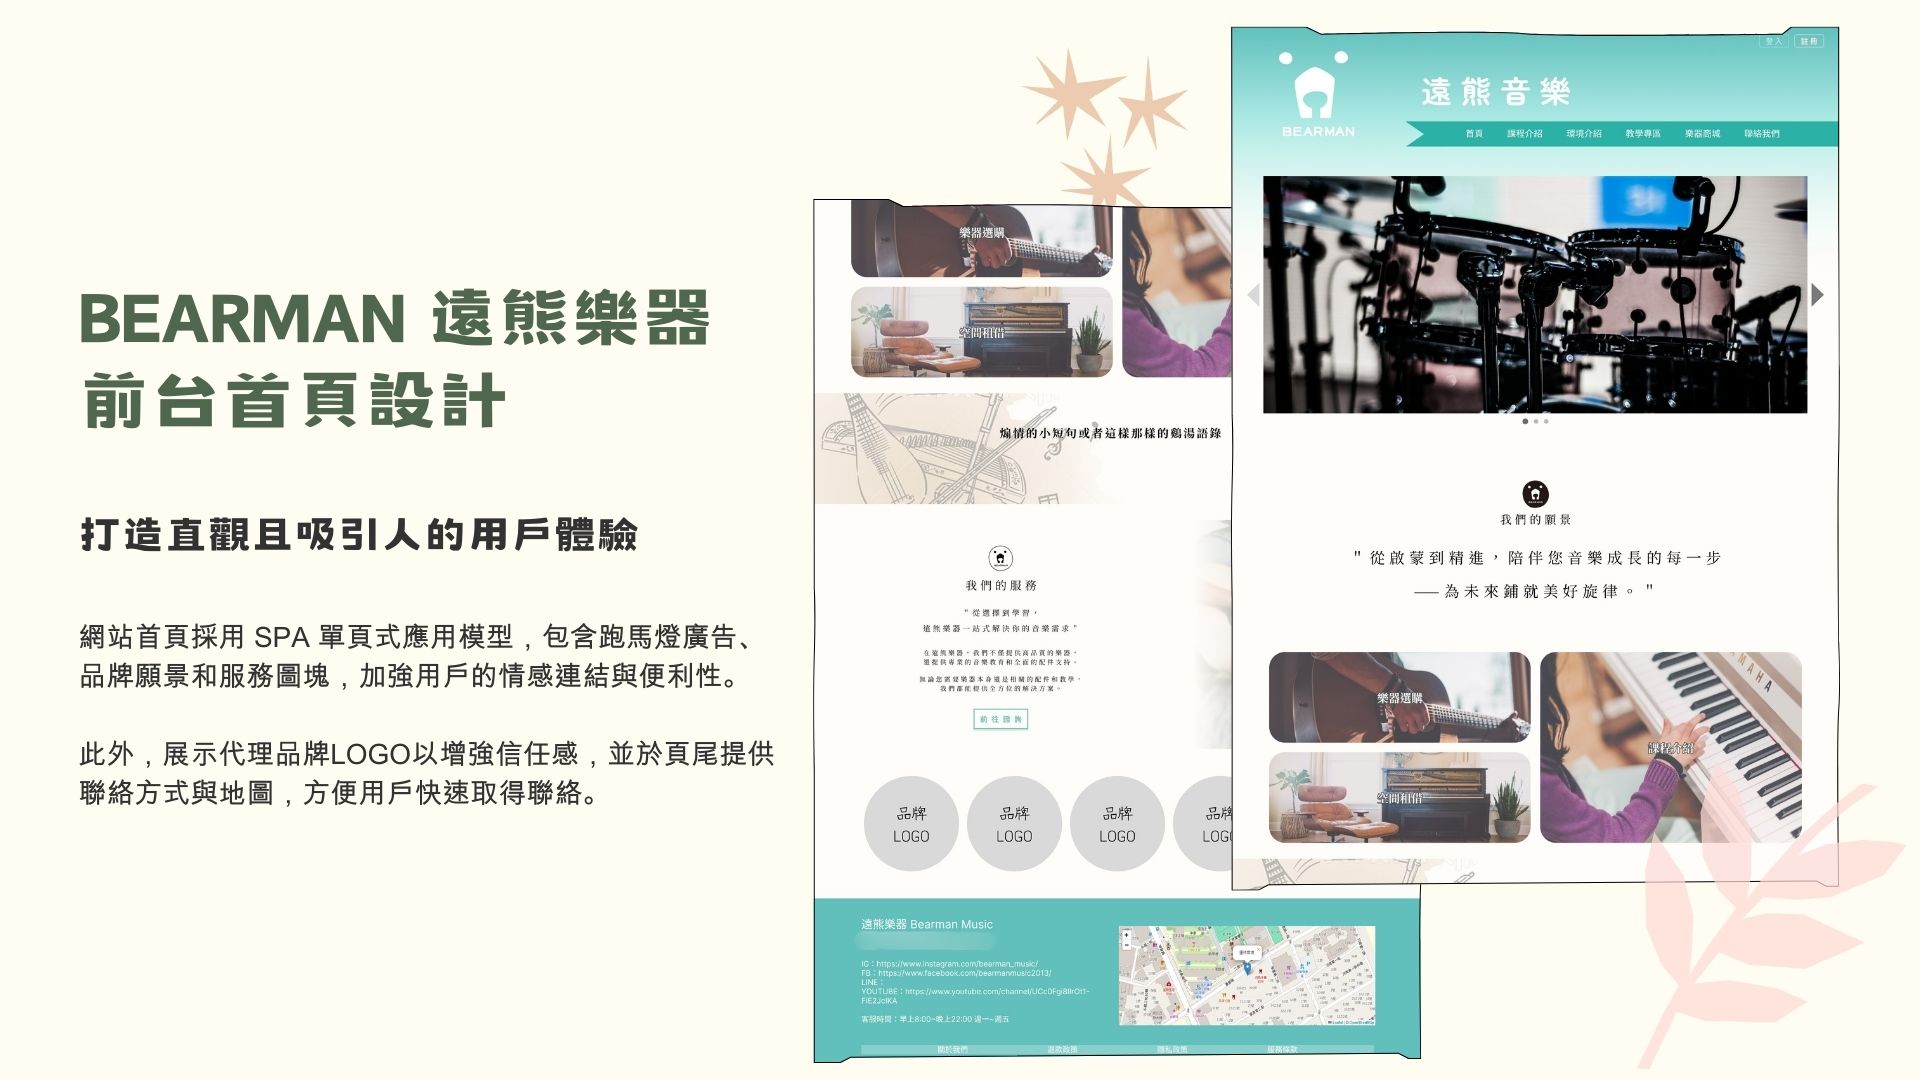 BEARMAN 遠熊樂器
前台首頁設計
打造直觀且吸引人的用戶體驗
網站首頁採用 SPA 單頁式應用模型，包含跑馬燈廣告、
品牌願景和服務圖塊，加強用戶的情感連結與便利性。
此外，展示代理品牌LOGO以增強信任感，並於頁尾提供
聯絡方式與地圖，方便用戶快速取得聯絡。
樂器選購
空間租借
煽情的小短句或者這樣那樣的鷄湯語錄
我們的服務
"從選擇到學習，
遠熊樂器一站式解決你的音樂需求"
在遠熊樂器，我們不僅提供高品質的樂器，
還提供專業的音樂教育和全面的配件支持。
無論您需要樂器本身還是相關的配件和教學，
我們都能提供全方位的解決方案。
前往諮詢
品牌
LOGO
品牌
LOGO
品牌
LOGO
遠熊樂器 Bearman Music
IG：https://www.instagram.com/bearman_music/
FB：https://www.facebook.com/bearmanmusic2013/
LINE：
客服時間：早上8:00~晚上22:00 週一~週五
關於我們 退款政策 隱私政策 服務條款
登入 註冊
BEARMAN
遠熊音樂
首頁 課程介紹 環境介紹 教學專區 樂器商城 聯絡我們
我們的願景
"從啟蒙到精進，陪伴您音樂成長的每一步
──為未來鋪就美好旋律。"
樂器選購
空間租借
課程介紹
YAMAHA